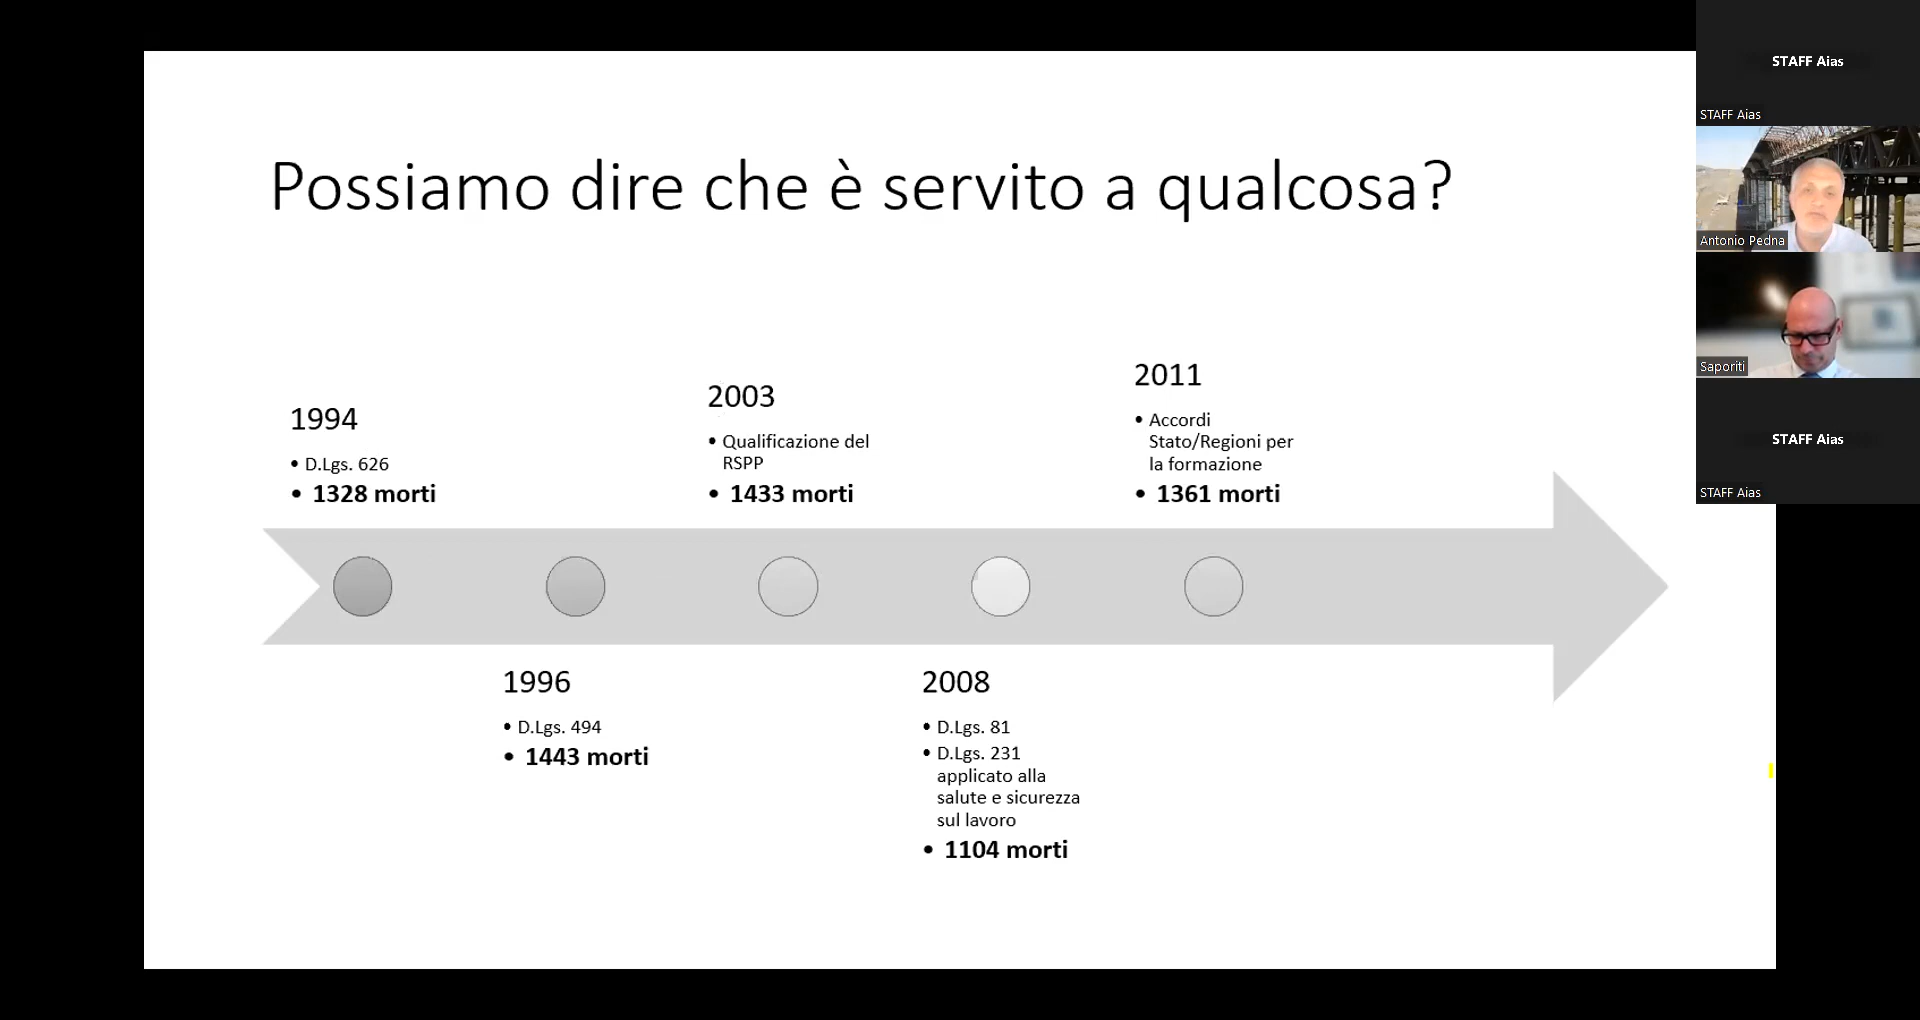 Possiamo dire che è servito a qualcosa?
1994
• D.Lgs. 626
• 1328 morti
2003
• Qualificazione del
RSPP
• 1433 morti
2011
• Accordi
Stato/Regioni per
la formazione
• 1361 morti
1996
• D.Lgs. 494
• 1443 morti
2008
• D.Lgs. 81
• D.Lgs. 231
applicato alla
salute e sicurezza
sul lavoro
• 1104 morti
STAFF Aias
STAFF Aias
Antonio Pedna
Saporiti
STAFF Aias
STAFF Aias